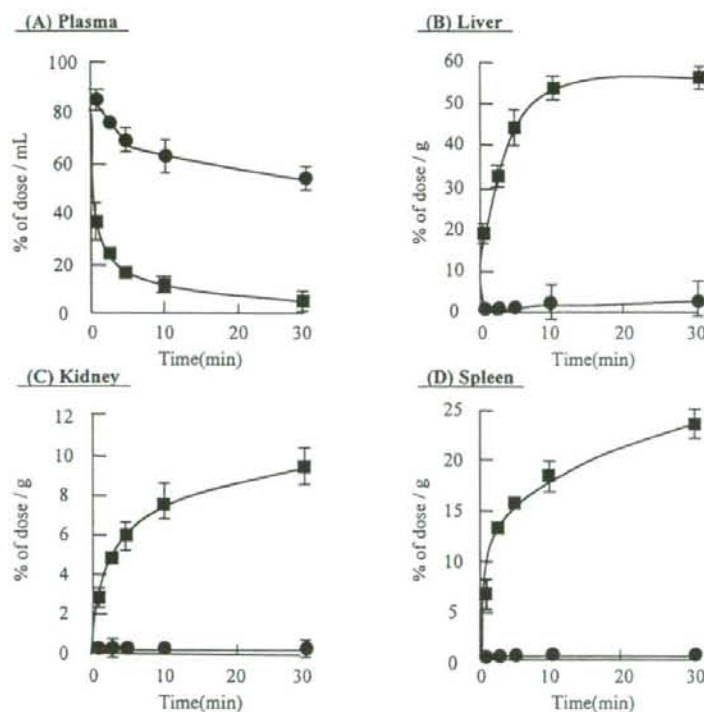 (A) Plasma
100
80
60
40
20
0
% of dose / mL
0 10 20 30
Time(min)
(B) Liver
60
50
40
30
20
10
0
% of dose / g
0 10 20 30
Time(min)
(C) Kidney
12
10
8
6
4
2
0
% of dose / g
0 10 20 30
Time(min)
(D) Spleen
25
20
15
10
5
0
% of dose / g
0 10 20 30
Time(min)